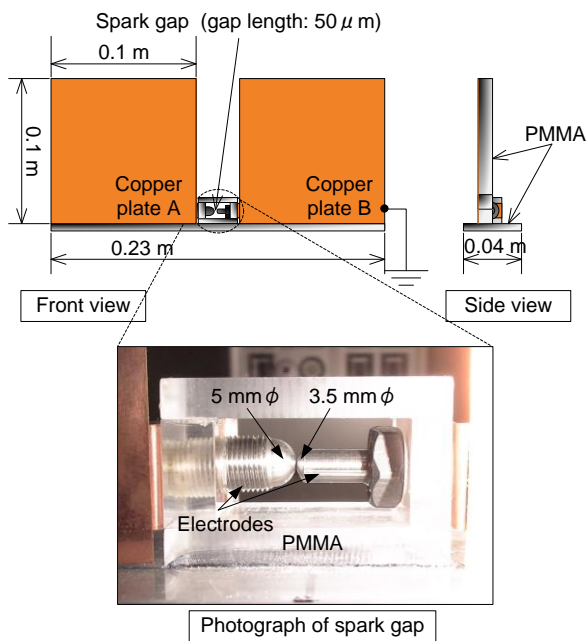 Spark gap (gap length: 50 μ m)
0.1 m
0.1 m
Copper
plate A
Copper
plate B
PMMA
0.23 m
0.04 m
Front view
Side view
5 mm ϕ
3.5 mm ϕ
Electrodes
PMMA
Photograph of spark gap